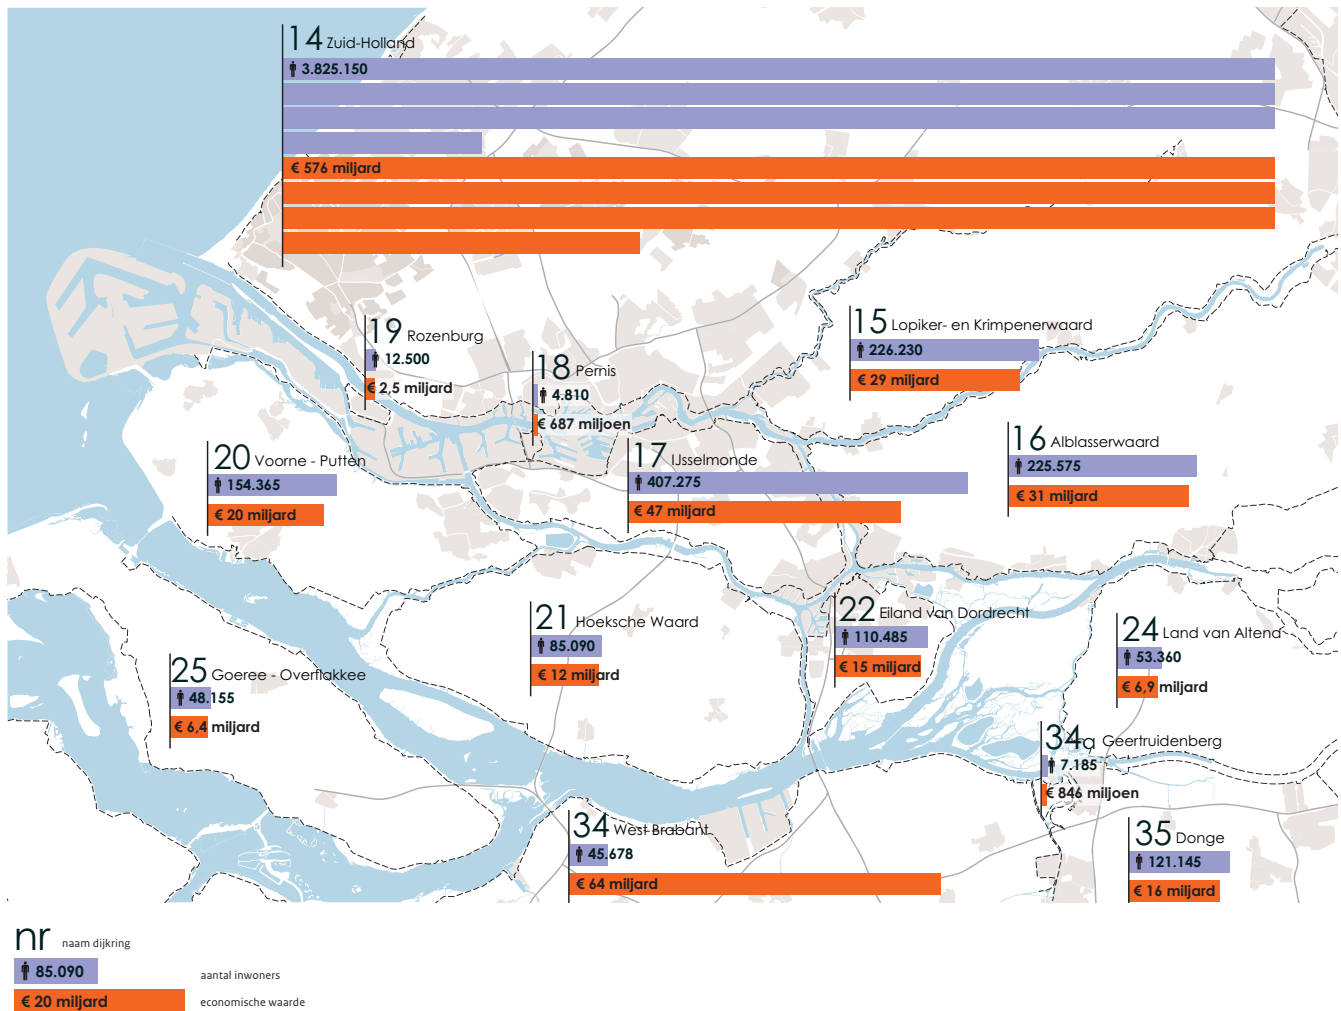 14 Zuid-Holland
3.825.150
€ 576 miljard
19 Rozenburg
12.500
€ 2,5 miljard
18 Pernis
4.810
€ 687 miljoen
15 Lopiker- en Krimpenerwaard
226.230
€ 29 miljard
20 Voorne - Putten
154.365
€ 20 miljard
17 IJsselmonde
407.275
€ 47 miljard
16 Alblasserwaard
225.575
€ 31 miljard
21 Hoeksche Waard
85.090
€ 12 miljard
22 Eiland van Dordrecht
110.485
€ 15 miljard
24 Land van Altena
53.360
€ 6,9 miljard
25 Goeree - Overflakkee
48.155
€ 6,4 miljard
34a Geertruidenberg
7.185
€ 846 miljoen
34 West Brabant
45.678
€ 64 miljard
35 Donge
121.145
€ 16 miljard
nr naam dijkring
85.090 aantal inwoners
€ 20 miljard economische waarde